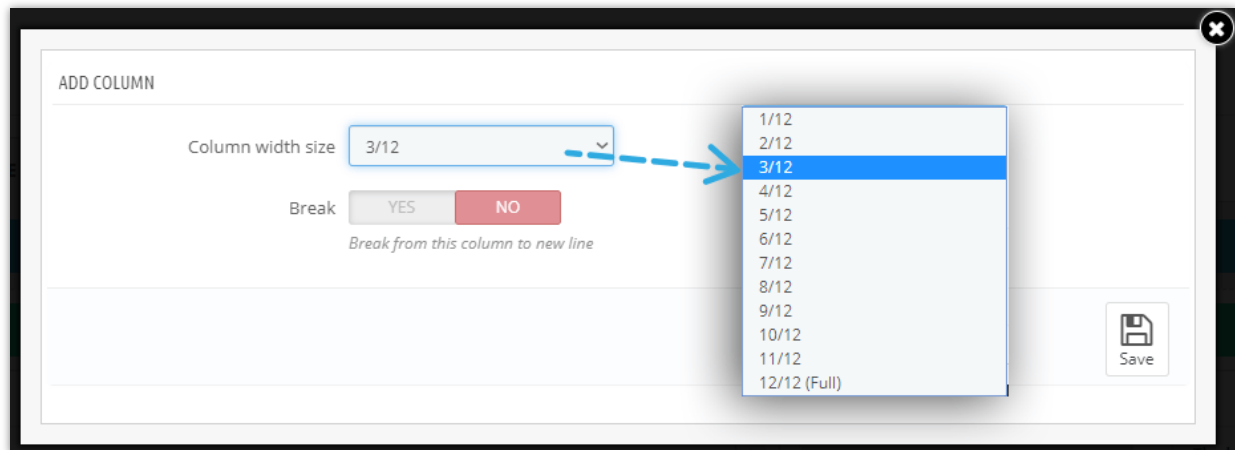 ADD COLUMN
Column width size
3/12
Break
YES
NO
Break from this column to new line
1/12
2/12
3/12
4/12
5/12
6/12
7/12
8/12
9/12
10/12
11/12
12/12 (Full)
Save